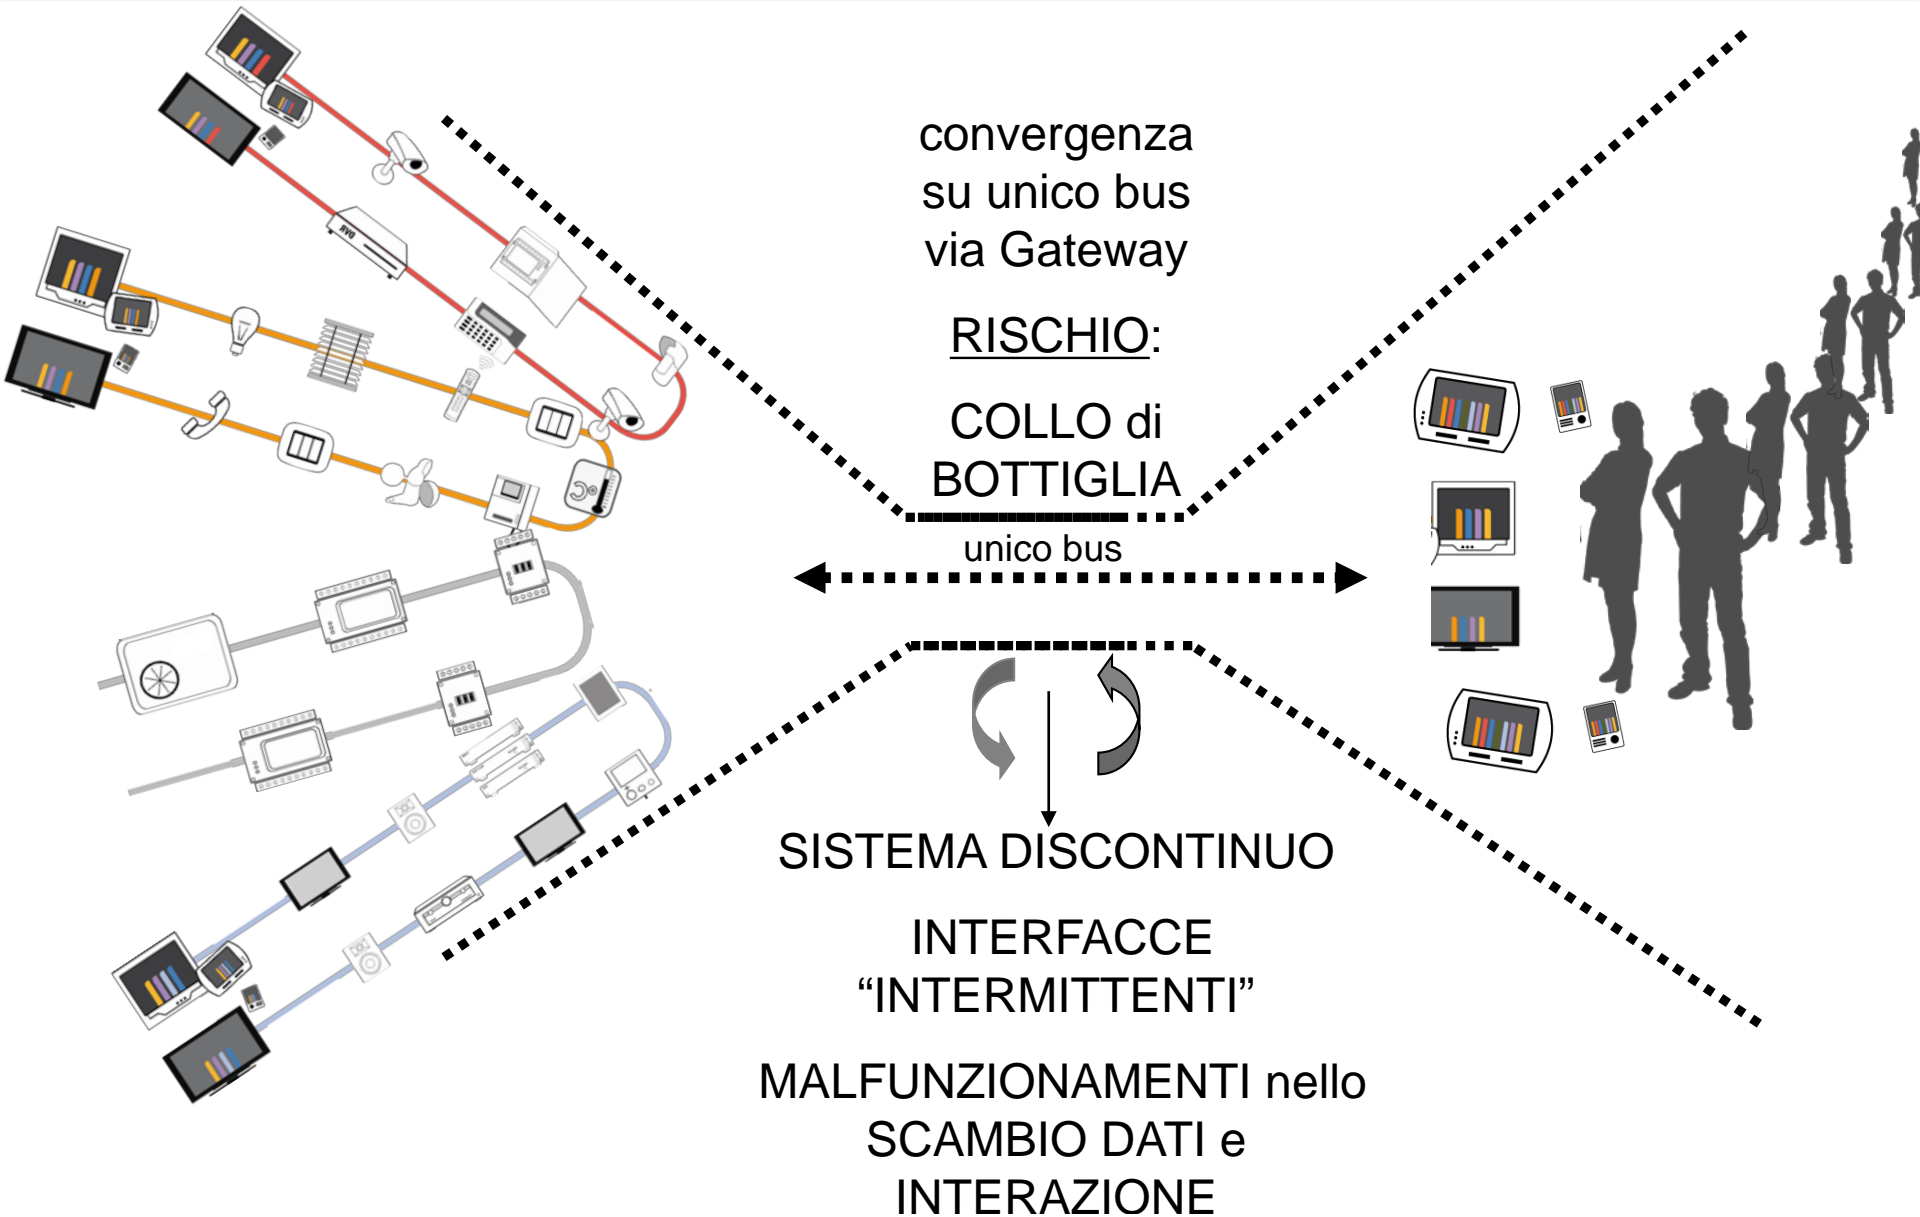 convergenza
su unico bus
via Gateway
RISCHIO:
COLLO di
BOTTIGLIA
unico bus
SISTEMA DISCONTINUO
INTERFACCE
“INTERMITTENTI”
MALFUNZIONAMENTI nello
SCAMBIO DATI e
INTERAZIONE